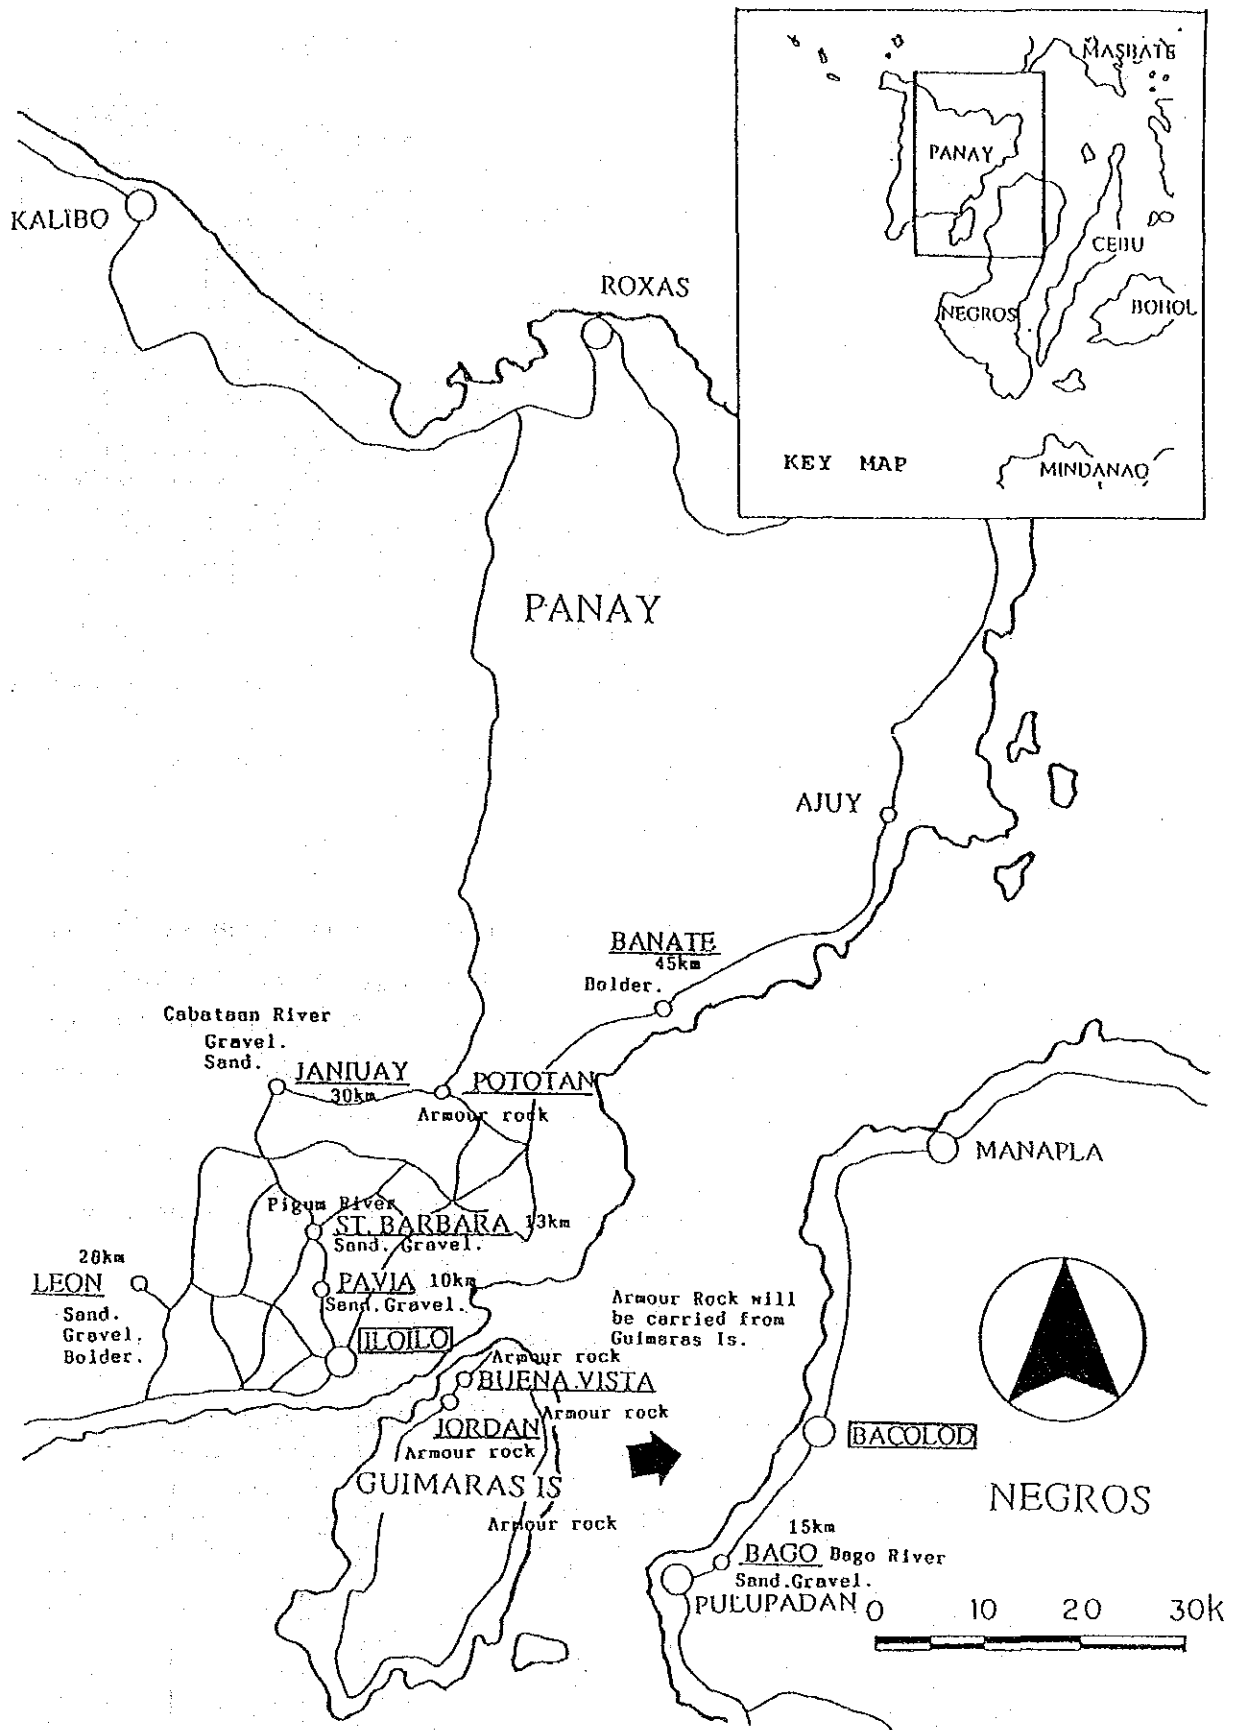 MASBATE
PANAY
CEBU
NEGROS
BOHOL
KEY MAP
MINDANAO
KALIBO
ROXAS
PANAY
AJUY
BANATE
45km
Bolder.
Cabataan River
Gravel.
Sand.
JANIUAY
30km
POTOTAN
Armour rock
MANAPLA
Pigum River
ST. BARBARA 13km
Sand. Gravel.
28km
LEON
Sand.
Gravel.
Bolder.
PAVIA 10km
Sand. Gravel.
ILOILO
Armour Rock will
be carried from
Guimaras Is.
Armour rock
BUENA.VISTA
Armour rock
JORDAN
Armour rock
GUIMARAS IS
Armour rock
BACOLOD
NEGROS
15km
BAGO Bago River
Sand.Gravel.
PULUPADAN
0 10 20 30K